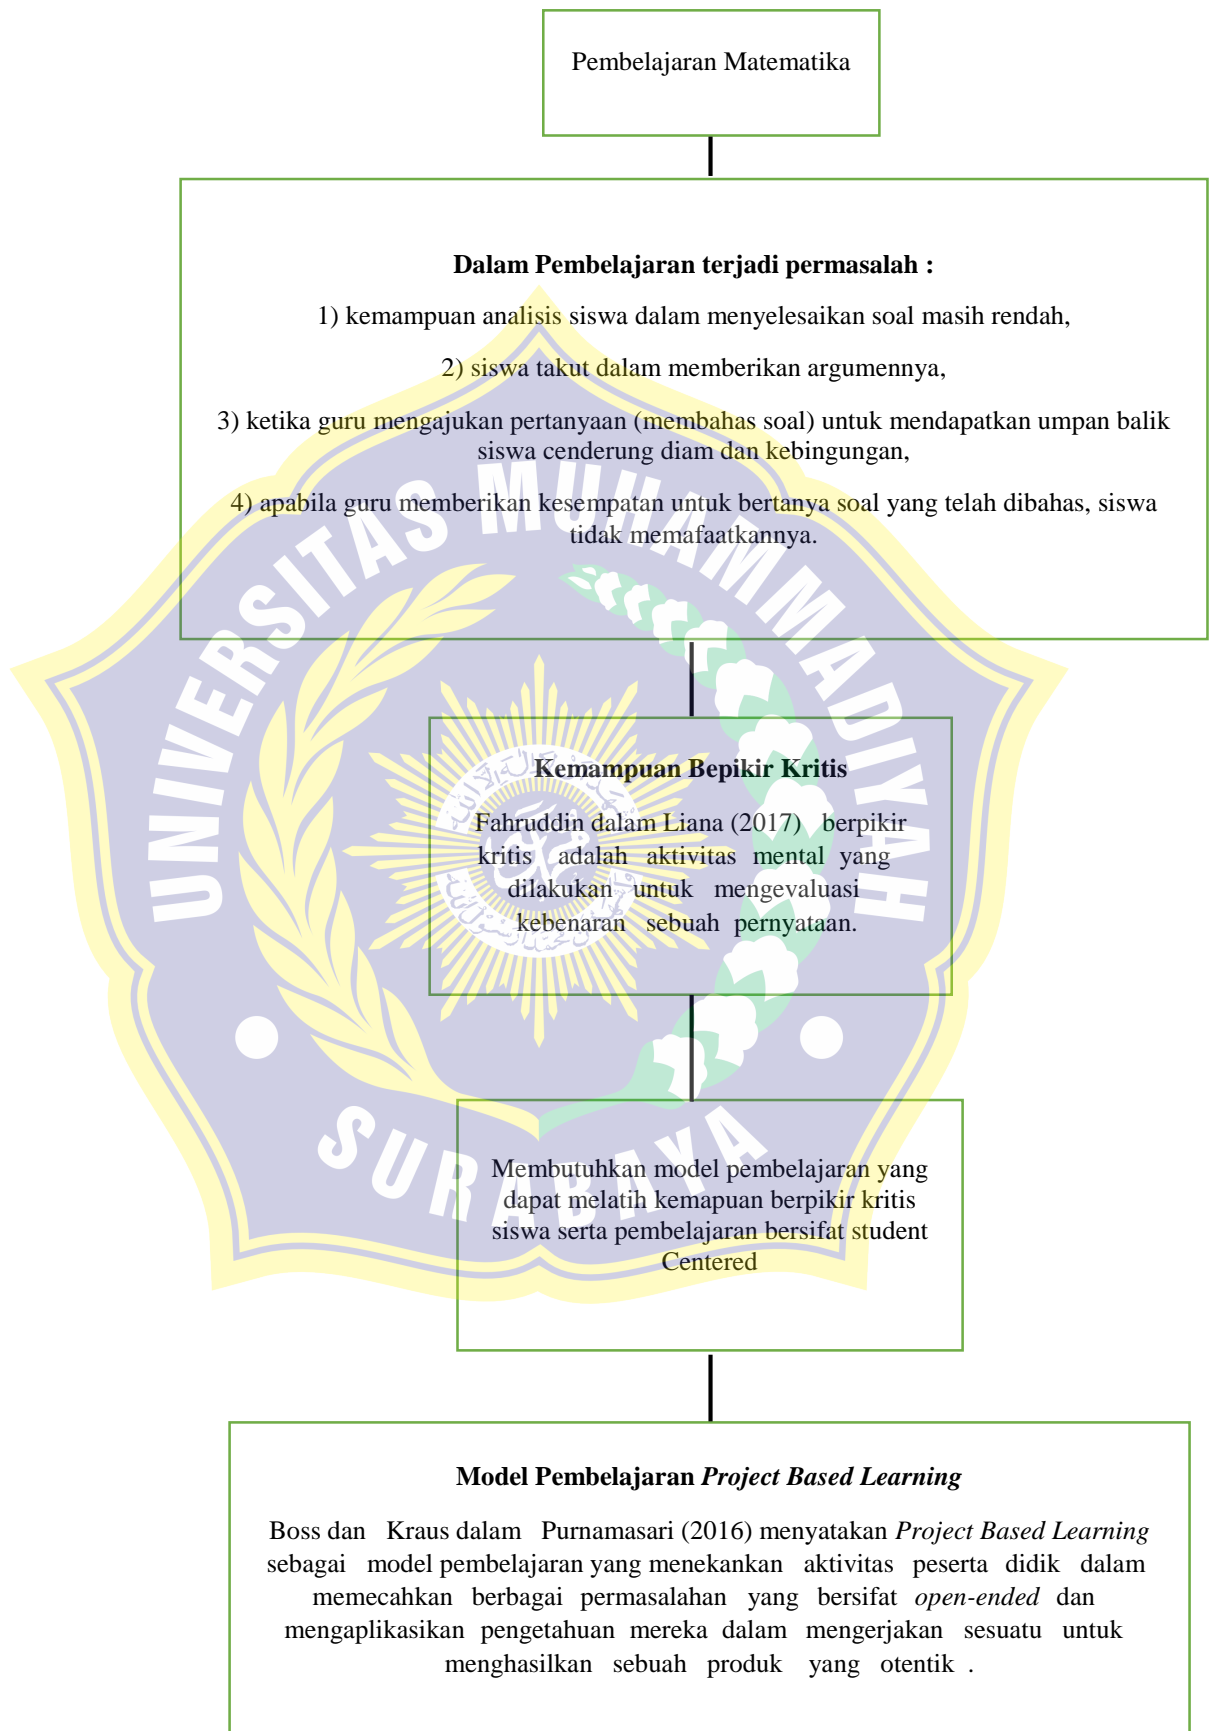 Pembelajaran Matematika
Dalam Pembelajaran terjadi permasalah :
1) kemampuan analisis siswa dalam menyelesaikan soal masih rendah,
2) siswa takut dalam memberikan argumennya,
3) ketika guru mengajukan pertanyaan (membahas soal) untuk mendapatkan umpan balik
siswa cenderung diam dan kebingungan,
4) apabila guru memberikan kesempatan untuk bertanya soal yang telah dibahas, siswa
tidak memafaatkannya.
UNIVERSITAS MUHAMMADIYAH
Kemampuan Bepikir Kritis
Fahruddin dalam Liana (2017) berpikir
kritis adalah aktivitas mental yang
dilakukan untuk mengevaluasi
kebenaran sebuah pernyataan.
SURABAYA
Membutuhkan model pembelajaran yang
dapat melatih kemapuan berpikir kritis
siswa serta pembelajaran bersifat student
Centered
Model Pembelajaran Project Based Learning
Boss dan Kraus dalam Purnamasari (2016) menyatakan Project Based Learning
sebagai model pembelajaran yang menekankan aktivitas peserta didik dalam
memecahkan berbagai permasalahan yang bersifat open-ended dan
mengaplikasikan pengetahuan mereka dalam mengerjakan sesuatu untuk
menghasilkan sebuah produk yang otentik .